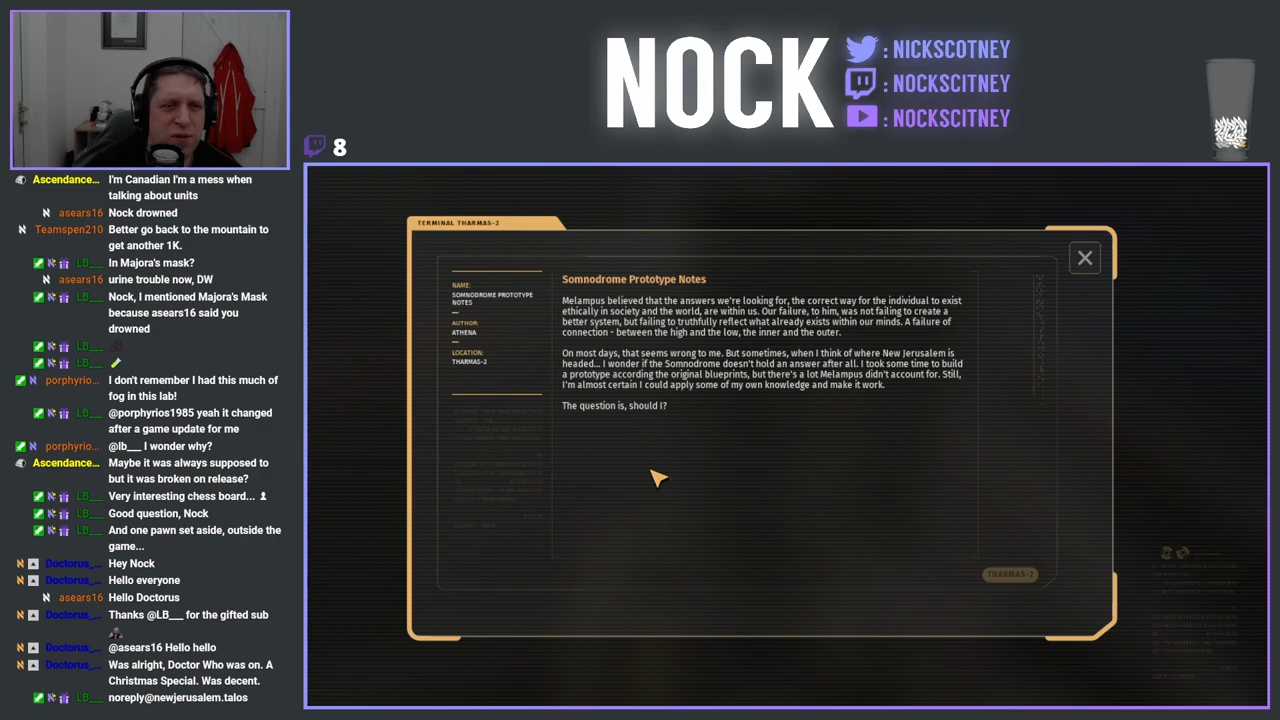 NOCK
: NICKSCOTNEY
: NOCKSCITNEY
: NOCKSCITNEY
8
Ascendance... I'm Canadian I'm a mess when
talking about units
asears16 Nock drowned
Teamspen210 Better go back to the mountain to
get another 1K.
LB__ In Majora's mask?
asears16 urine trouble now, DW
LB__ Nock, I mentioned Majora's Mask
because asears16 said you
drowned
LB__
LB__
porphyrio... I don't remember I had this much of
fog in this lab!
LB__ @porphyrios1985 yeah it changed
after a game update for me
porphyrio... @lb__ I wonder why?
Ascendance... Maybe it was always supposed to
but it was broken on release?
LB__ Very interesting chess board...
LB__ Good question, Nock
LB__ And one pawn set aside, outside the
game...
Doctorus_... Hey Nock
Doctorus_... Hello everyone
asears16 Hello Doctorus
Doctorus_... Thanks @LB__ for the gifted sub
Doctorus_... @asears16 Hello hello
Doctorus_... Was alright, Doctor Who was on. A
Christmas Special. Was decent.
LB__ noreply@newjerusalem.talos
TERMINAL THARMAS-2
NAME:
SOMNODROME PROTOTYPE
NOTES
AUTHOR:
ATHENA
LOCATION:
THARMAS-2
Somnodrome Prototype Notes
Melampus believed that the answers we're looking for, the correct way for the individual to exist
ethically in society and the world, are within us. Our failure, to him, was not failing to create a
better system, but failing to truthfully reflect what already exists within our minds. A failure of
connection - between the high and the low, the inner and the outer.
On most days, that seems wrong to me. But sometimes, when I think of where New Jerusalem is
headed... I wonder if the Somnodrome doesn't hold an answer after all. I took some time to build
a prototype according the original blueprints, but there's a lot Melampus didn't account for. Still,
I'm almost certain I could apply some of my own knowledge and make it work.
The question is, should I?
THARMAS-2